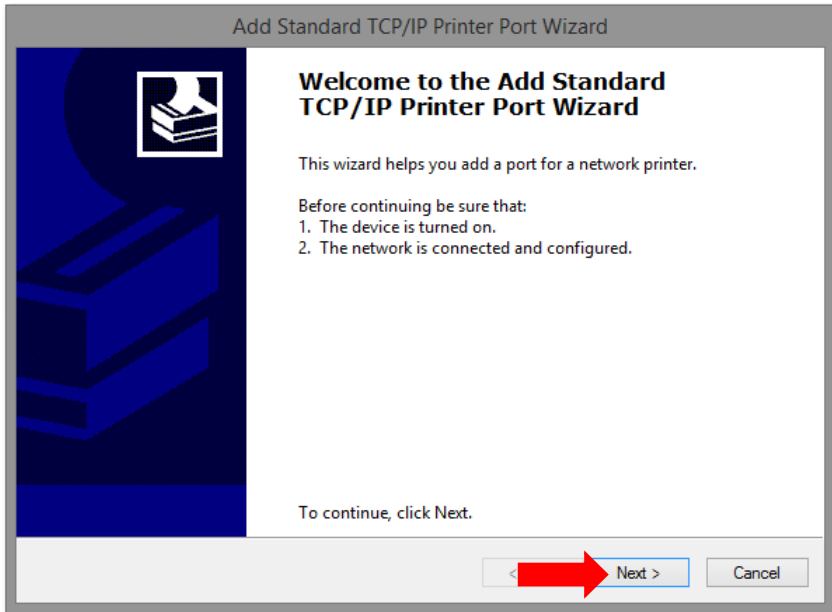 Add Standard TCP/IP Printer Port Wizard
Welcome to the Add Standard
TCP/IP Printer Port Wizard
This wizard helps you add a port for a network printer.
Before continuing be sure that:
1. The device is turned on.
2. The network is connected and configured.
To continue, click Next.
< Next > Cancel